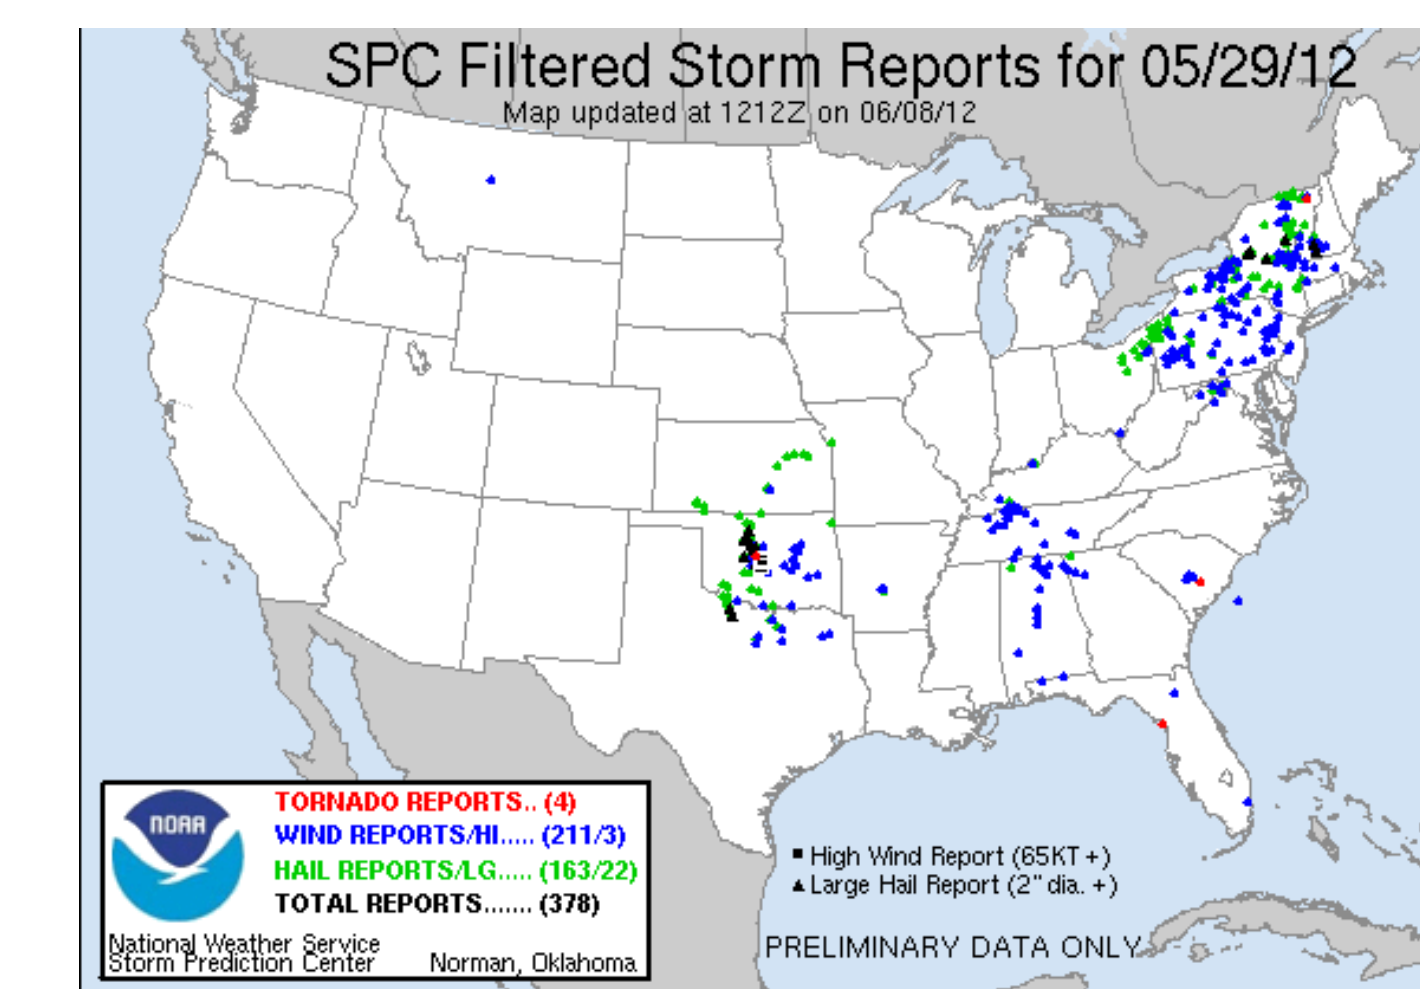 SPC Filtered Storm Reports for 05/29/12
Map updated at 1212Z on 06/08/12
TORNADO REPORTS.. (4)
WIND REPORTS/HI..... (211/3)
HAIL REPORTS/LG..... (163/22)
TOTAL REPORTS....... (378)
NOAA
National Weather Service
Storm Prediction Center Norman, Oklahoma
High Wind Report (65KT +)
Large Hail Report (2" dia. +)
PRELIMINARY DATA ONLY